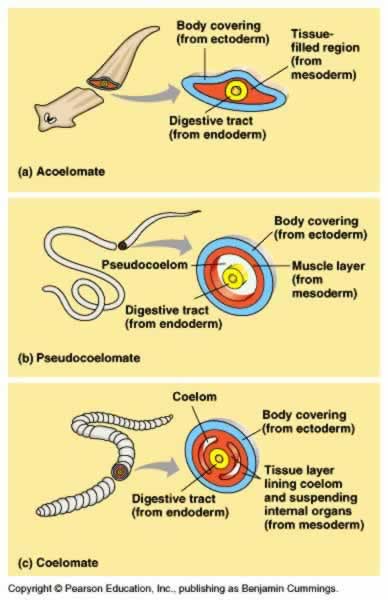 Body covering
(from ectoderm)
Tissue-
filled region
(from
mesoderm)
Digestive tract
(from endoderm)
(a) Acoelomate
Body covering
(from ectoderm)
Pseudocoelom
Muscle layer
(from
mesoderm)
Digestive tract
(from endoderm)
(b) Pseudocoelomate
Coelom
Body covering
(from ectoderm)
Digestive tract
(from endoderm)
Tissue layer
lining coelom
and suspending
internal organs
(from mesoderm)
(c) Coelomate
Copyright © Pearson Education, Inc., publishing as Benjamin Cummings.